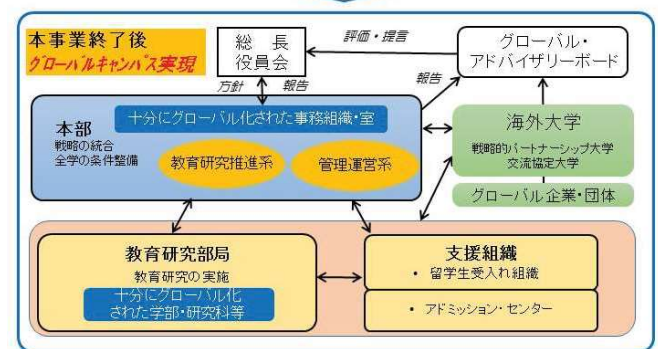 本事業終了後
グローバルキャンパス実現
総長
役員会
評価・提言
グローバル・
アドバイザリーボード
方針
報告
報告
十分にグローバル化された事務組織・室
本部
戦略の統合
全学の条件整備
教育研究推進系
管理運営系
海外大学
戦略的パートナーシップ大学
交流協定大学
グローバル企業・団体
教育研究部局
教育研究の実施
十分にグローバル化
された学部・研究科等
支援組織
• 留学生受入れ組織
• アドミッション・センター